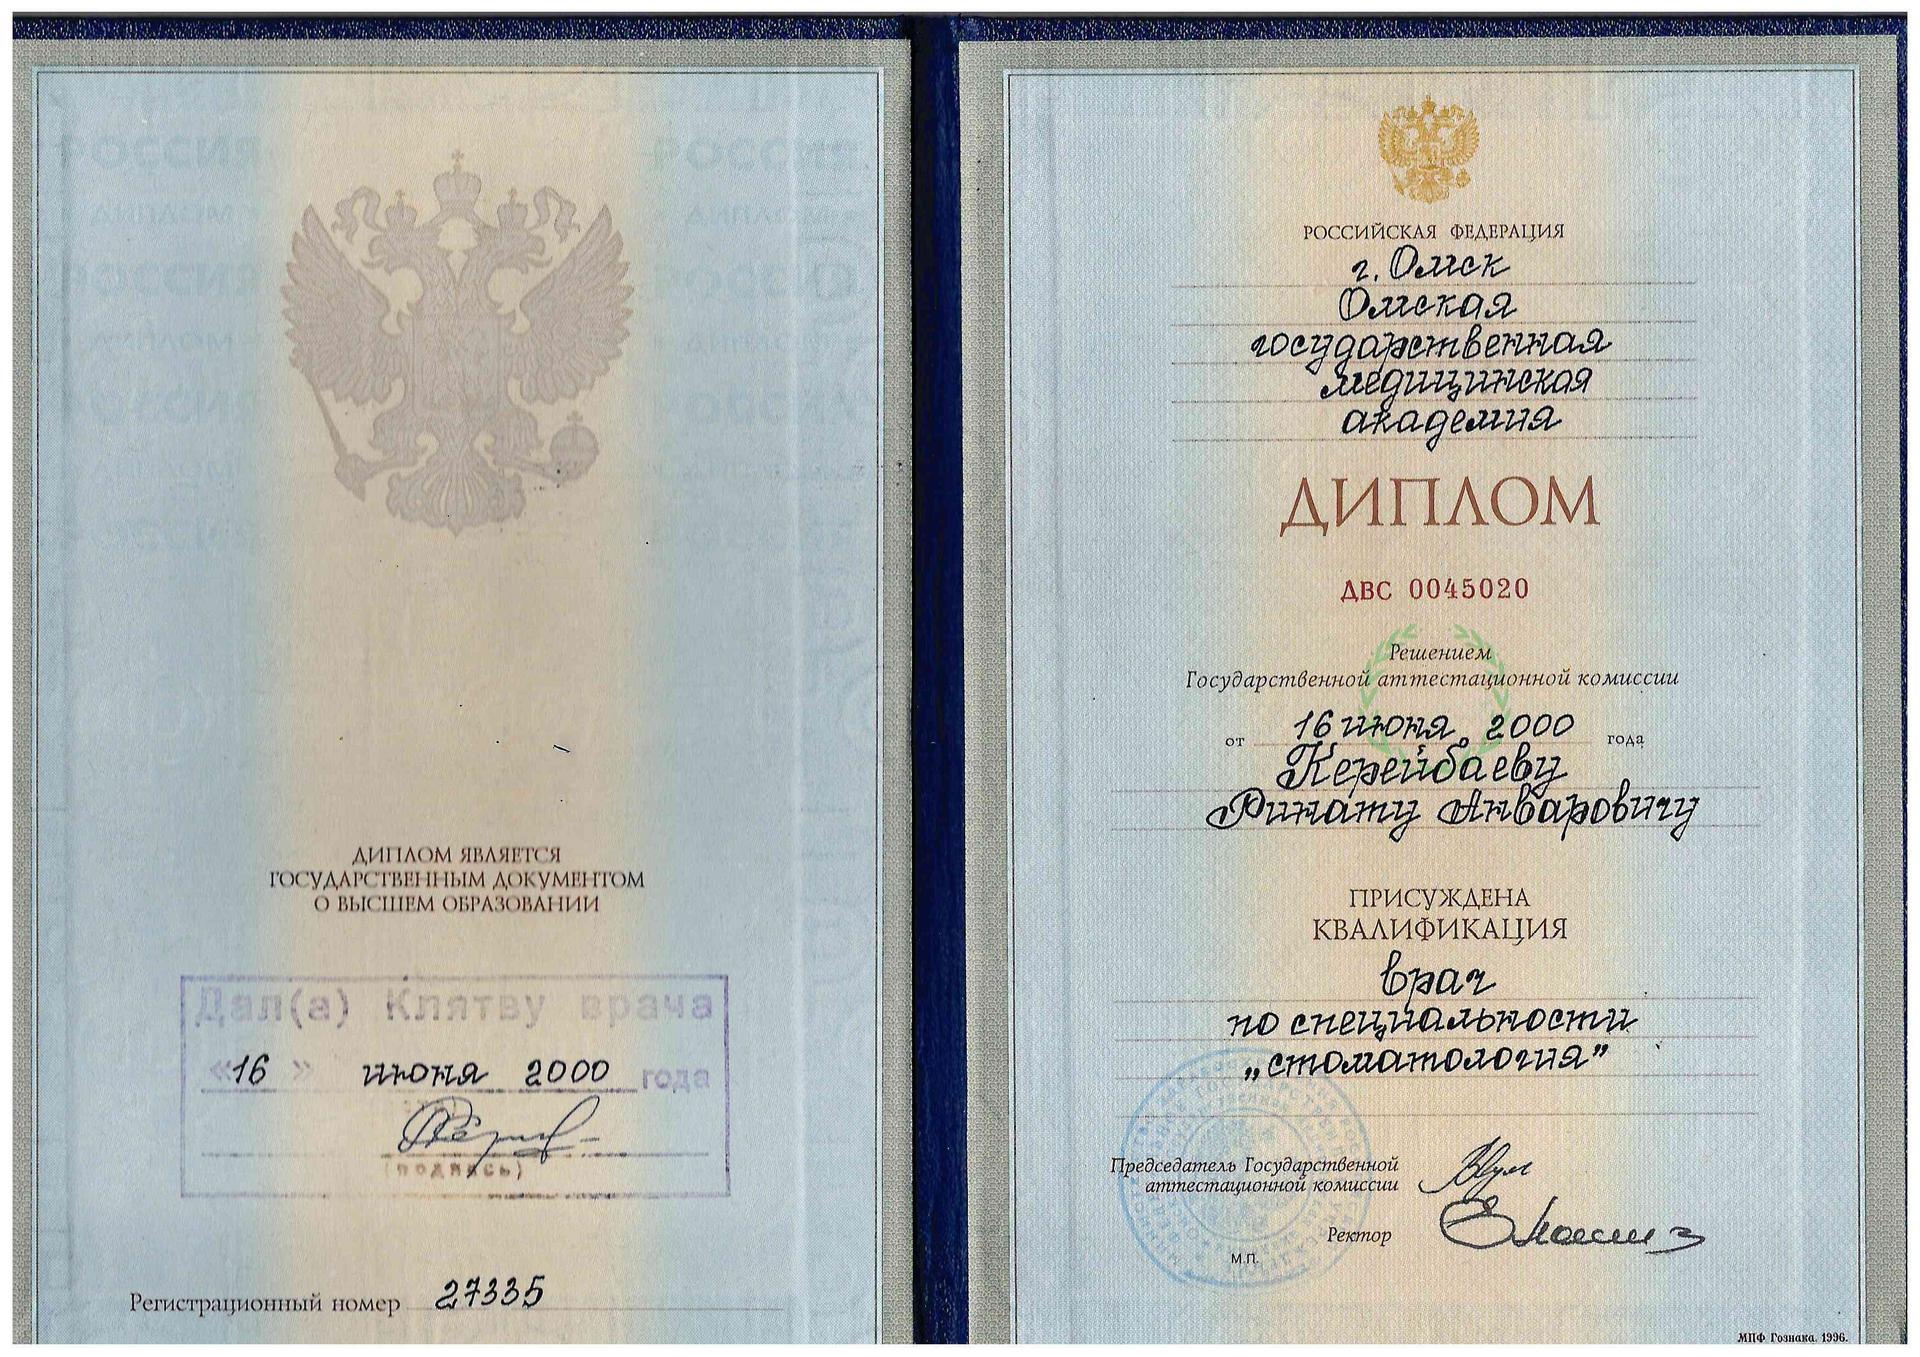 РОССИЯ
ДИПЛОМ
РОССИЯ
ДИПЛОМ
ДИПЛОМ ЯВЛЯЕТСЯ
ГОСУДАРСТВЕННЫМ ДОКУМЕНТОМ
О ВЫСШЕМ ОБРАЗОВАНИИ
Дал(а) Клятву врача
«16» июня 2000 года
(подпись)
Регистрационный номер 27335
РОССИЙСКАЯ ФЕДЕРАЦИЯ
г. Омск
Омская
государственная
медицинская
академия
ДИПЛОМ
ДВС 0045020
Решением
Государственной аттестационной комиссии
от 16 июня 2000 года
Керейбаеву
Ринату Анваровичу
ПРИСУЖДЕНА
КВАЛИФИКАЦИЯ
врач
по специальности
„стоматология”
Председатель Государственной
аттестационной комиссии
Ректор
М.П.
МПФ Гознака. 1996.